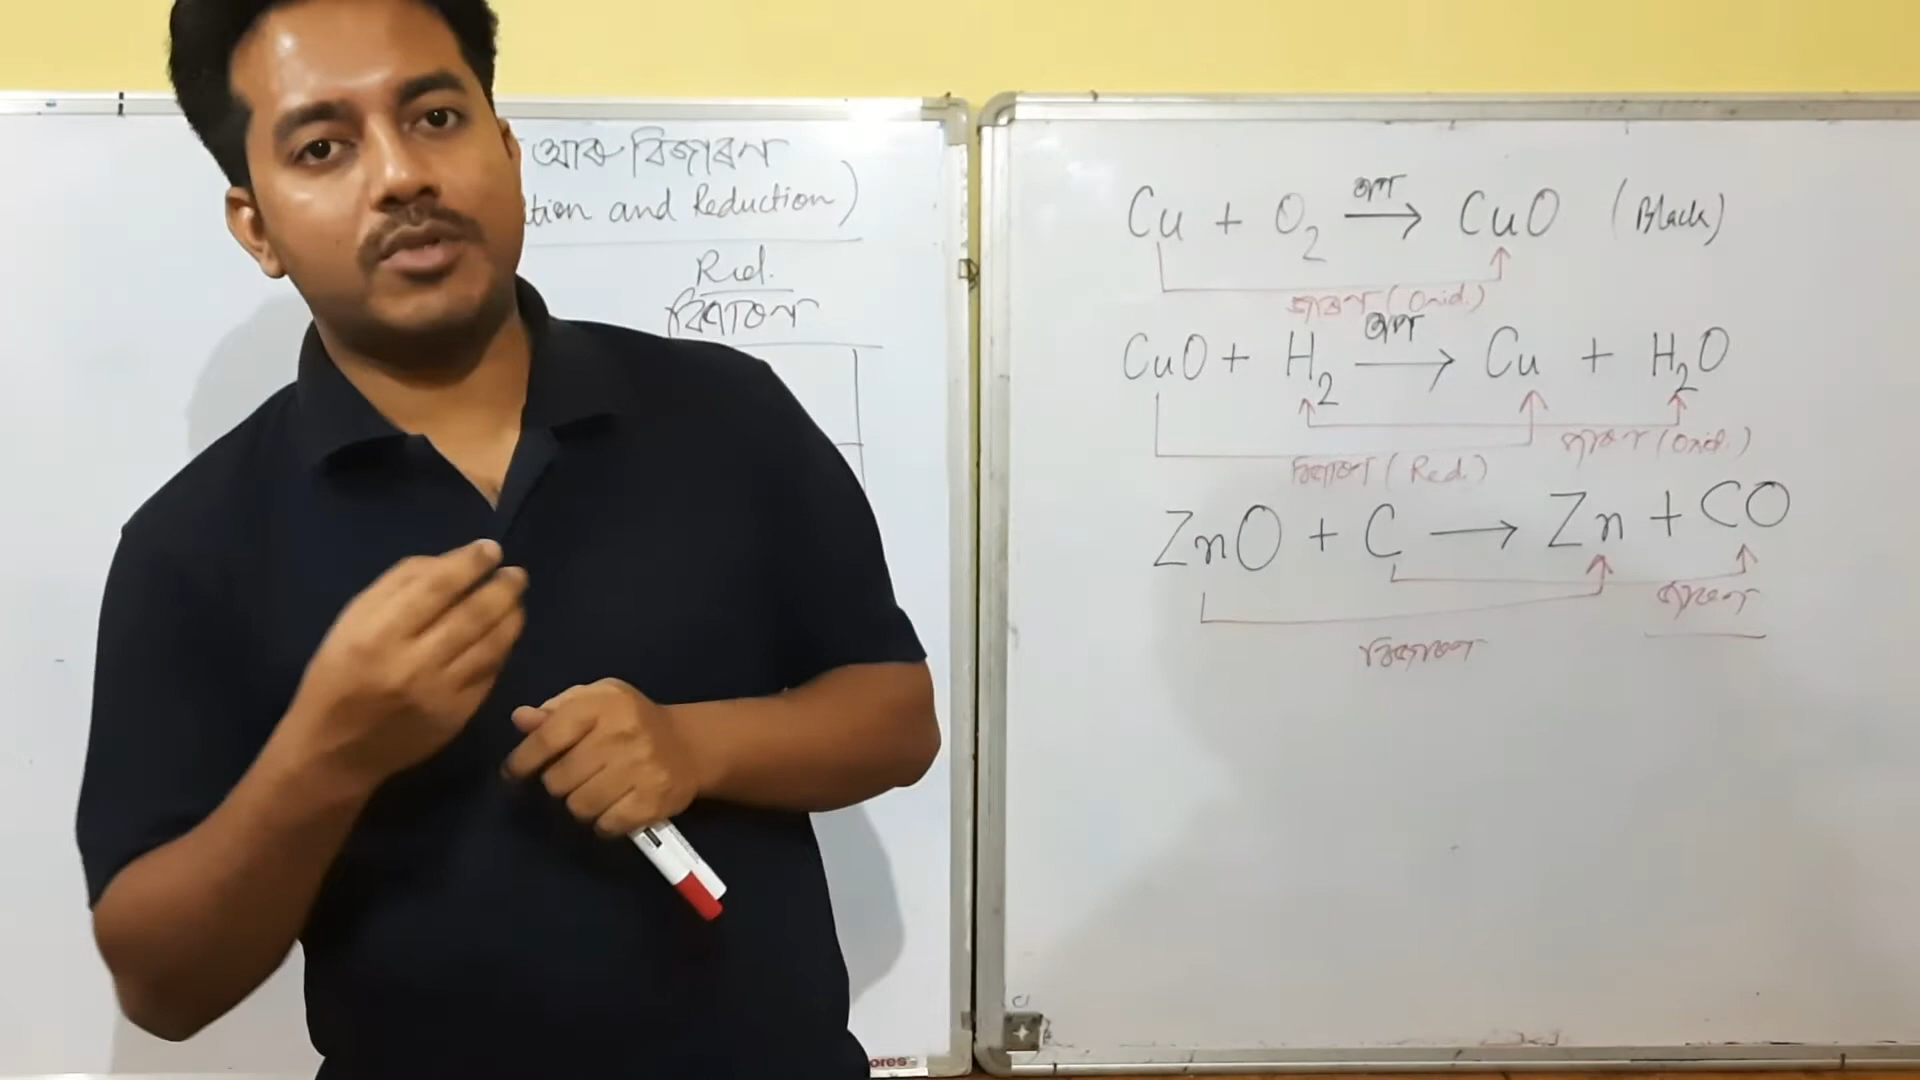 আৰু বিজাৰণ
tion and Reduction)
Red.
বিজাৰণ
Cu + O₂ →তাপ CuO (Black)
জাৰণ (Oxid.)
CuO + H₂ →তাপ Cu + H₂O
জাৰণ (Oxid.)
বিজাৰণ (Red.)
ZnO + C → Zn + CO
জাৰণ
বিজাৰণ
ores